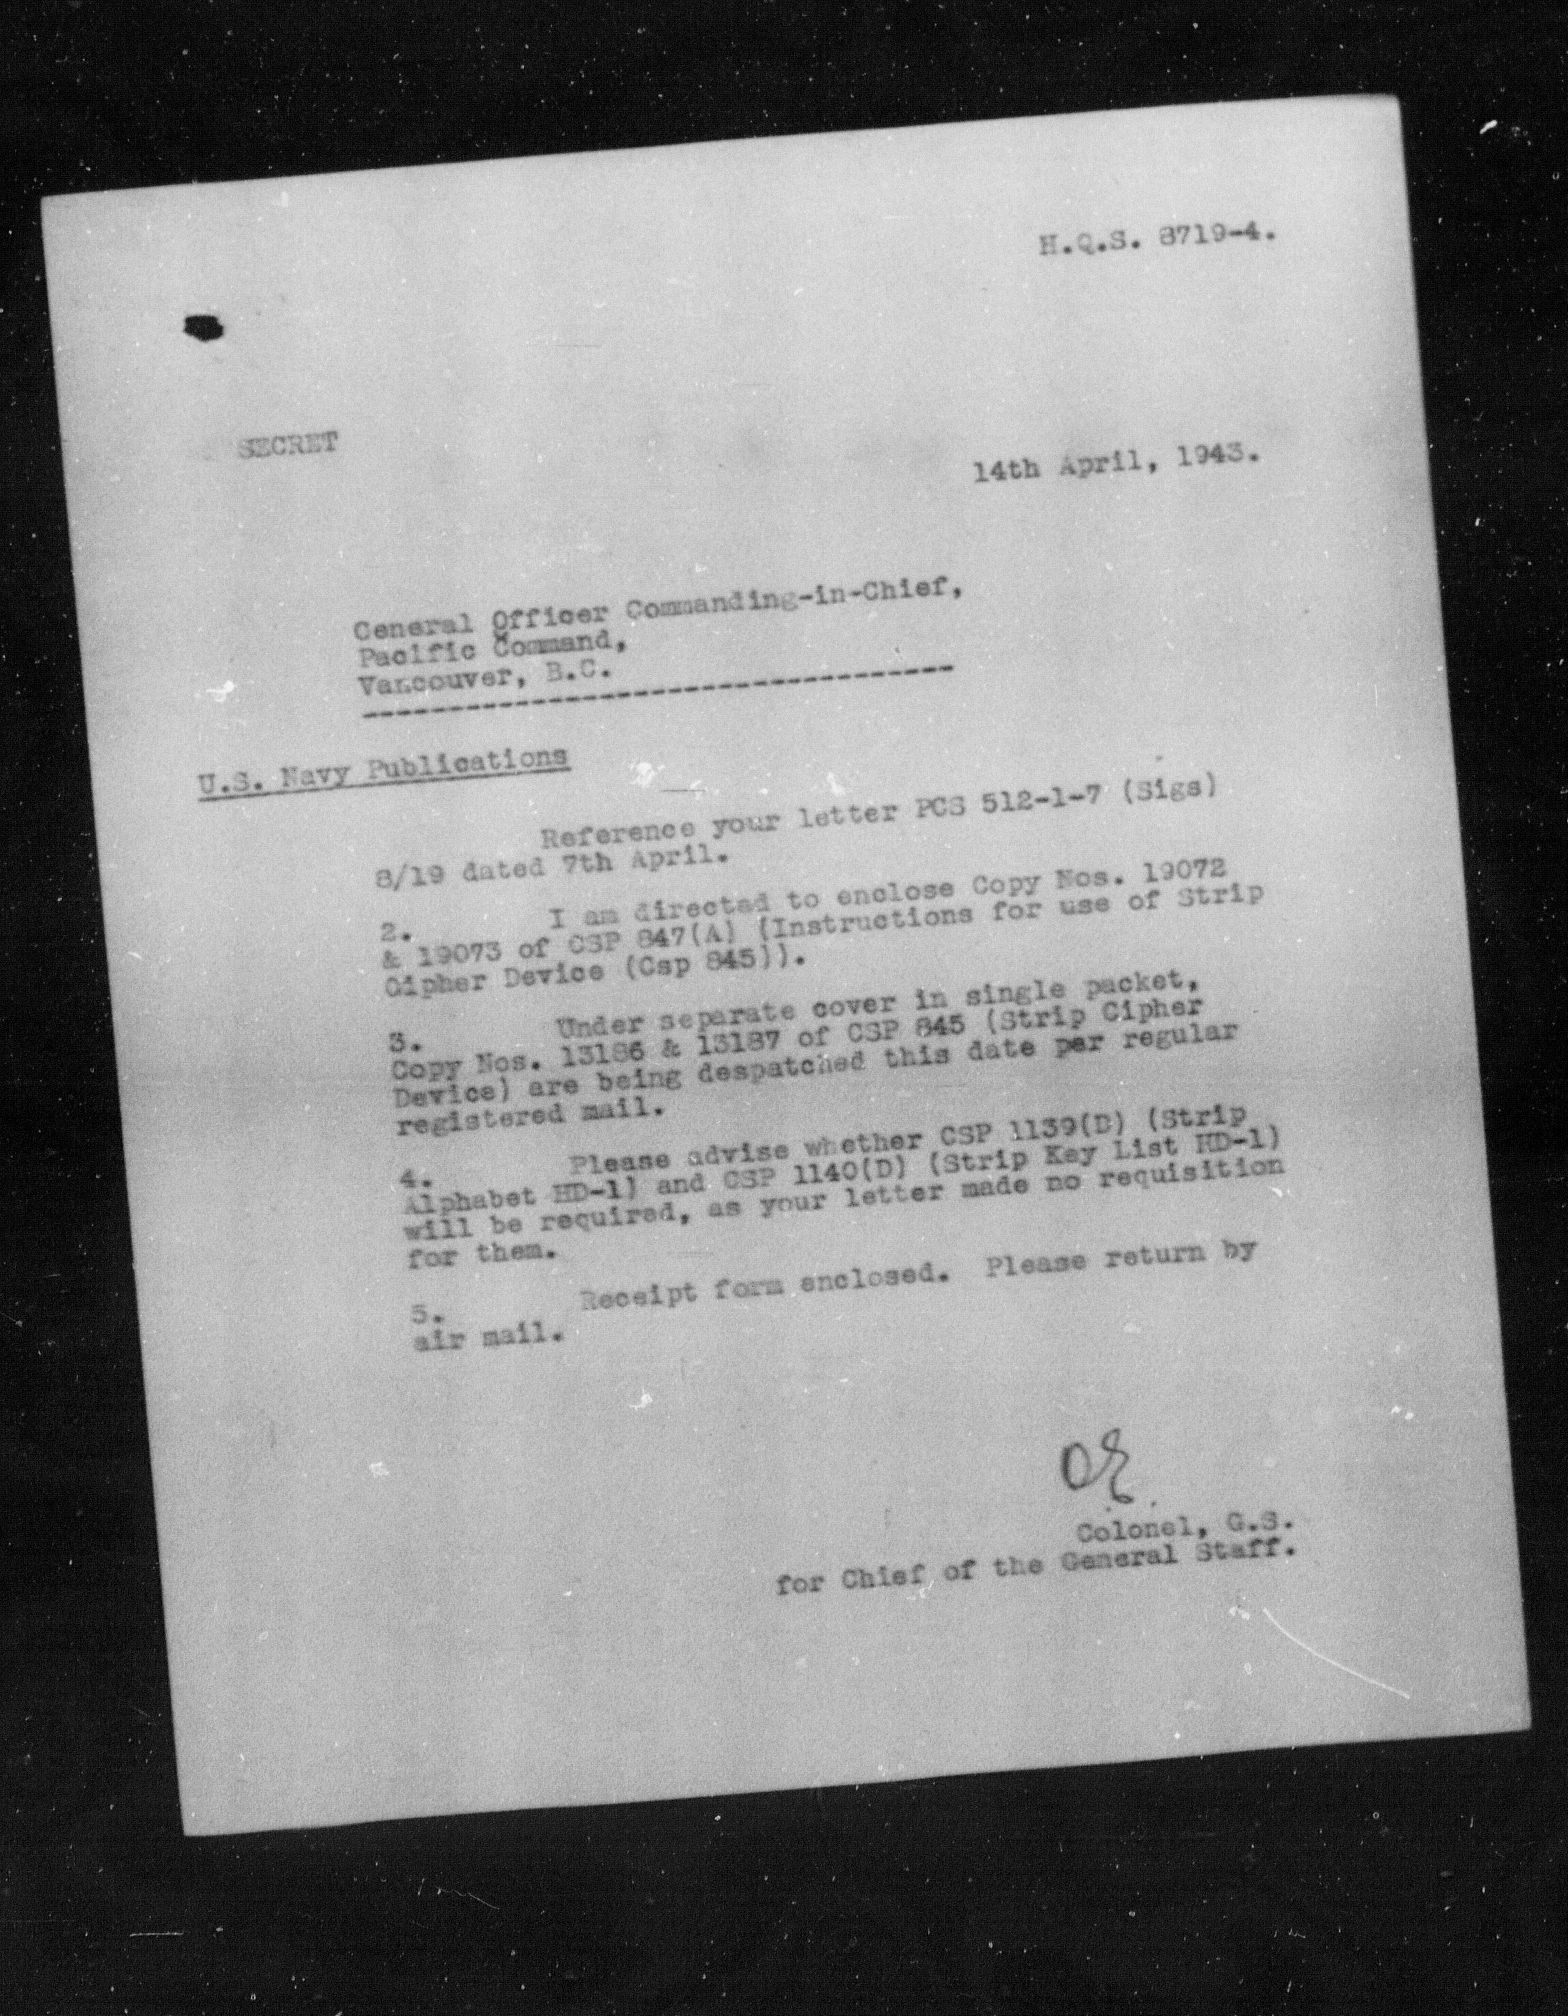 H.Q.S. 8719-4.
SECRET
14th April, 1943.
General Officer Commanding-in-Chief,
Pacific Command,
Vancouver, B.C.
-----------------------------------
U.S. Navy Publications
Reference your letter PCS 512-1-7 (Sigs)
8/19 dated 7th April.
2. I am directed to enclose Copy Nos. 19072
& 19073 of CSP 847(A) (Instructions for use of Strip
Cipher Device (Csp 845)).
3. Under separate cover in single packet,
Copy Nos. 13186 & 13187 of CSP 845 (Strip Cipher
Device) are being despatched this date per regular
registered mail.
4. Please advise whether CSP 1139(D) (Strip
Alphabet HD-1) and CSP 1140(D) (Strip Key List HD-1)
will be required, as your letter made no requisition
for them.
5. Receipt form enclosed. Please return by
air mail.
Colonel, G.S.
for Chief of the General Staff.